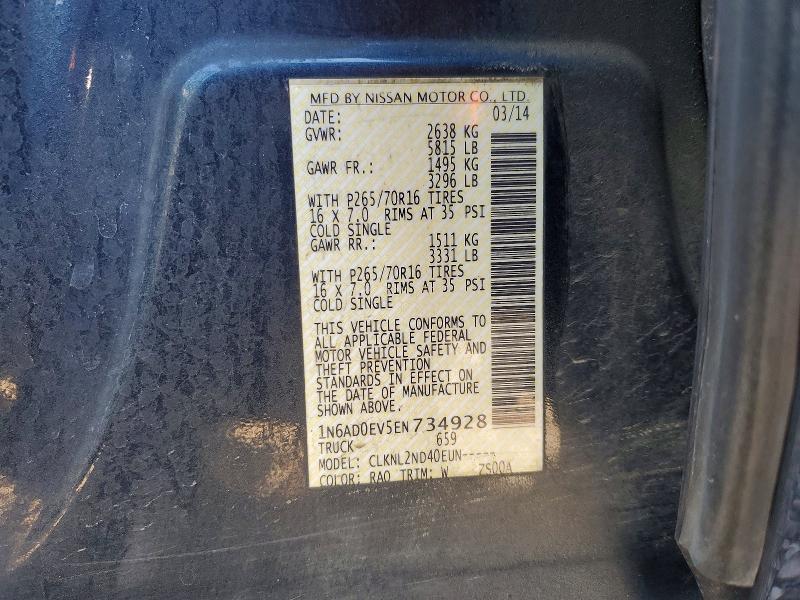 MFD BY NISSAN MOTOR CO., LTD.
DATE: 03/14
GVWR: 2638 KG
5815 LB
GAWR FR.: 1495 KG
3296 LB
WITH P265/70R16 TIRES
16 X 7.0 RIMS AT 35 PSI
COLD SINGLE
GAWR RR.: 1511 KG
3331 LB
WITH P265/70R16 TIRES
16 X 7.0 RIMS AT 35 PSI
COLD SINGLE
THIS VEHICLE CONFORMS TO
ALL APPLICABLE FEDERAL
MOTOR VEHICLE SAFETY AND
THEFT PREVENTION
STANDARDS IN EFFECT ON
THE DATE OF MANUFACTURE
SHOWN ABOVE.
1N6AD0EV5EN734928
TRUCK 659
MODEL: CLKNL2ND40EUN-----
COLOR: RAO TRIM: W ZS00A